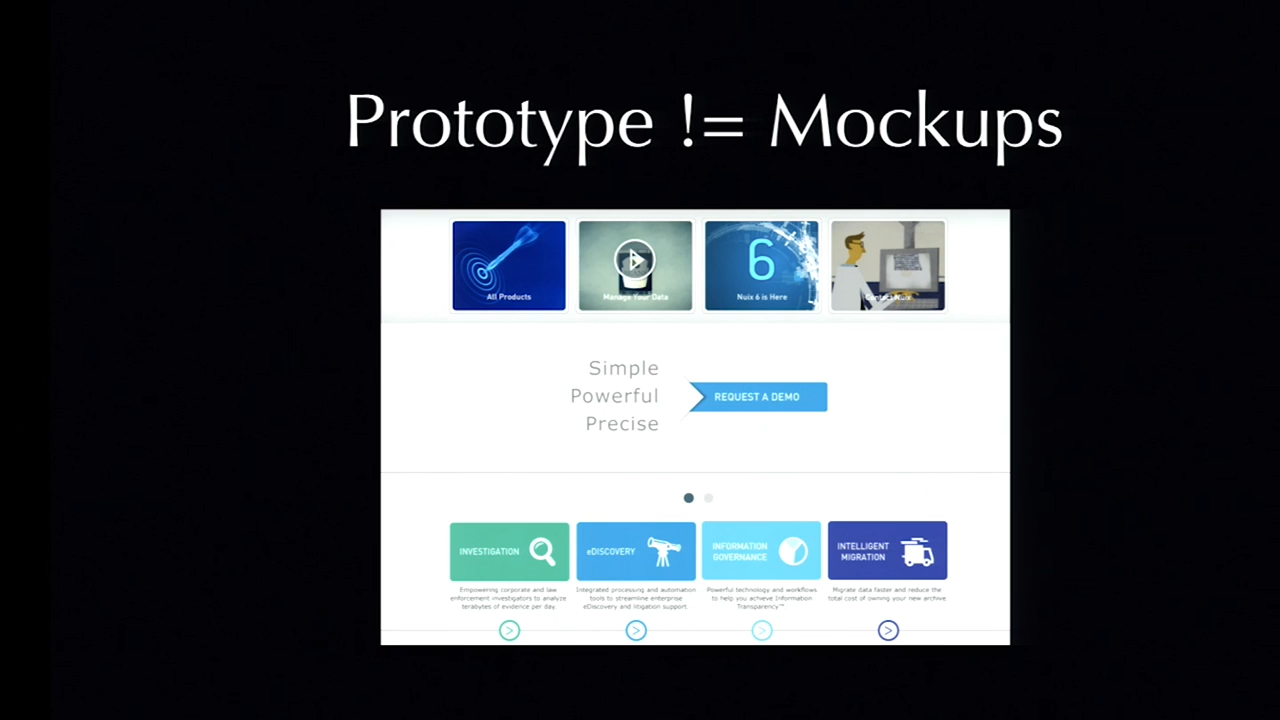 Prototype != Mockups
All Products
Manage Your Data
6
Nuix 6 is Here
Contact Nuix
Simple
Powerful
Precise
REQUEST A DEMO
INVESTIGATION
eDISCOVERY
INFORMATION
GOVERNANCE
INTELLIGENT
MIGRATION
Empowering corporate and law
enforcement investigators to analyze
terabytes of evidence per day.
Integrated processing and automation
tools to streamline enterprise
eDiscovery and litigation support.
Powerful technology and workflows
to help you achieve Information
Transparency™
Migrate data faster and reduce the
total cost of owning your new archive